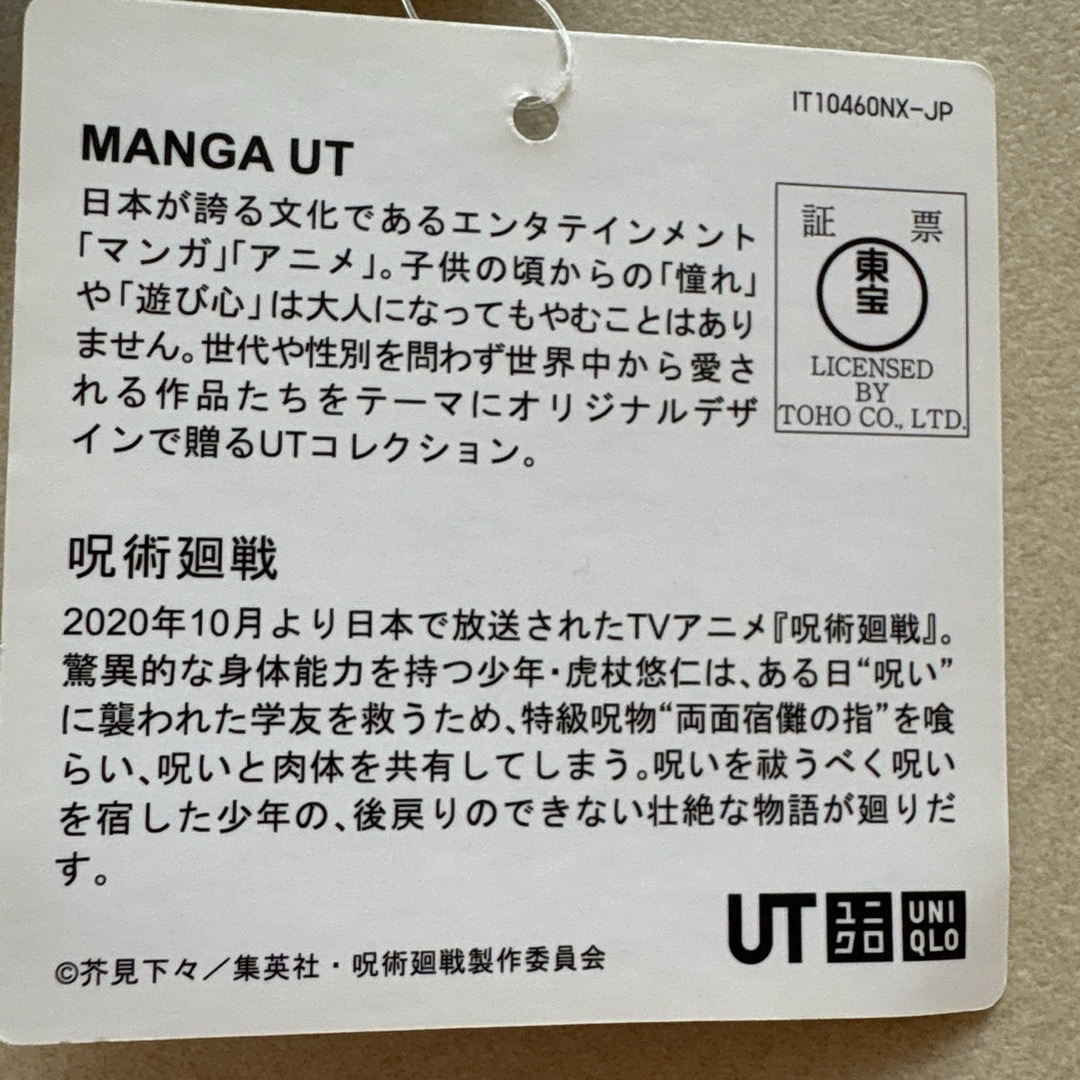 IT10460NX-JP
MANGA UT
日本が誇る文化であるエンタテインメント
「マンガ」「アニメ」。子供の頃からの「憧れ」
や「遊び心」は大人になってもやむことはあり
ません。世代や性別を問わず世界中から愛さ
れる作品たちをテーマにオリジナルデザ
インで贈るUTコレクション。
証 票
東宝
LICENSED
BY
TOHO CO., LTD.
呪術廻戦
2020年10月より日本で放送されたTVアニメ『呪術廻戦』。
驚異的な身体能力を持つ少年・虎杖悠仁は、ある日“呪い”
に襲われた学友を救うため、特級呪物“両面宿儺の指”を喰
らい、呪いと肉体を共有してしまう。呪いを祓うべく呪い
を宿した少年の、後戻りのできない壮絶な物語が廻りだ
す。
UT ユニクロ UNIQLO
©芥見下々／集英社・呪術廻戦製作委員会